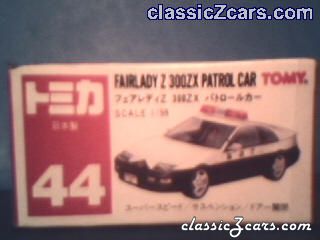 classicZcars.com
FAIRLADY Z 300ZX PATROL CAR TOMY
トミカ
フェアレディZ 300ZX パトロールカー
日本製
SCALE 1/59
44
スーパースピード/サスペンション/ドアー開閉
classicZcars.com